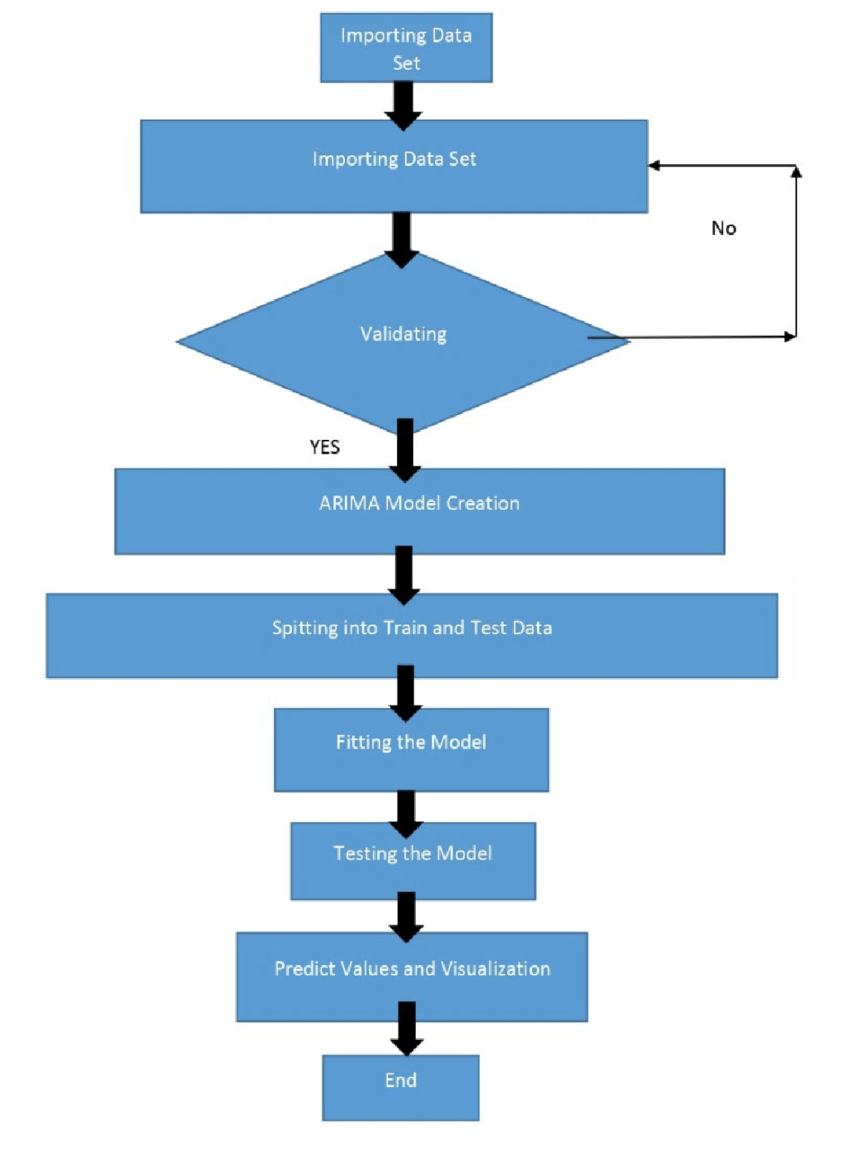 Importing Data
Set
Importing Data Set
No
Validating
YES
ARIMA Model Creation
Spitting into Train and Test Data
Fitting the Model
Testing the Model
Predict Values and Visualization
End